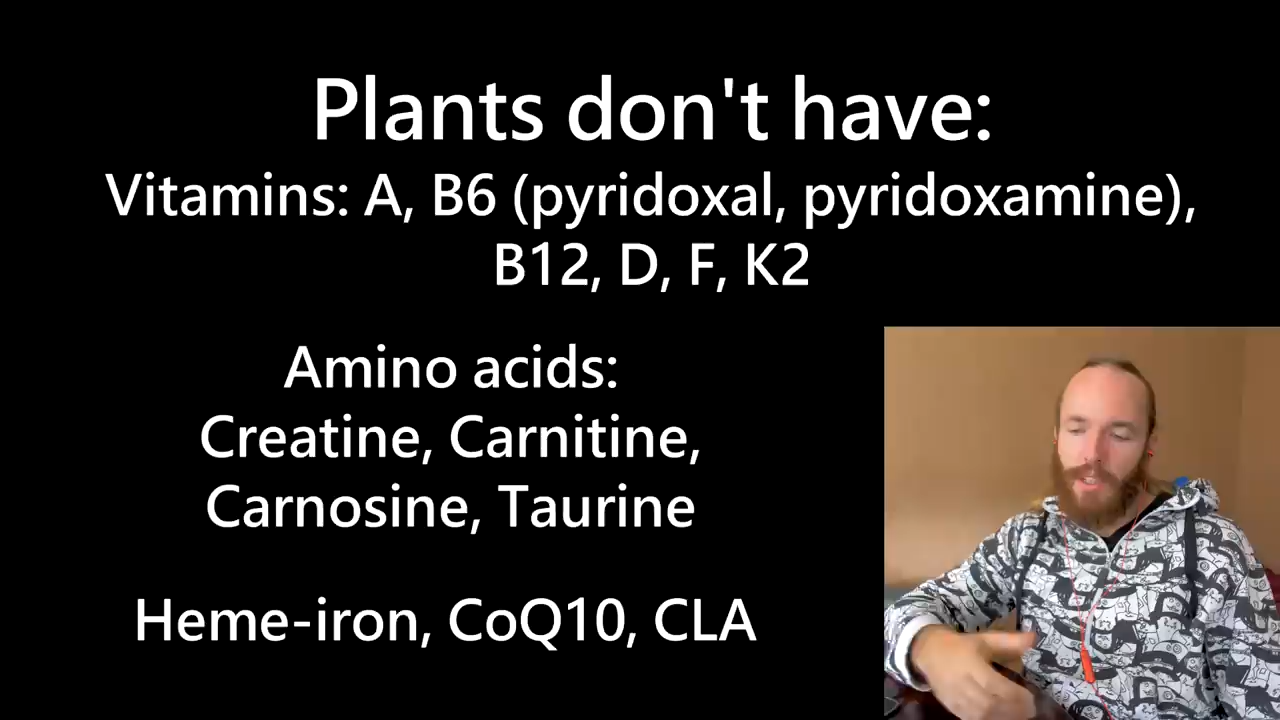 Plants don't have:
Vitamins: A, B6 (pyridoxal, pyridoxamine),
B12, D, F, K2
Amino acids:
Creatine, Carnitine,
Carnosine, Taurine
Heme-iron, CoQ10, CLA